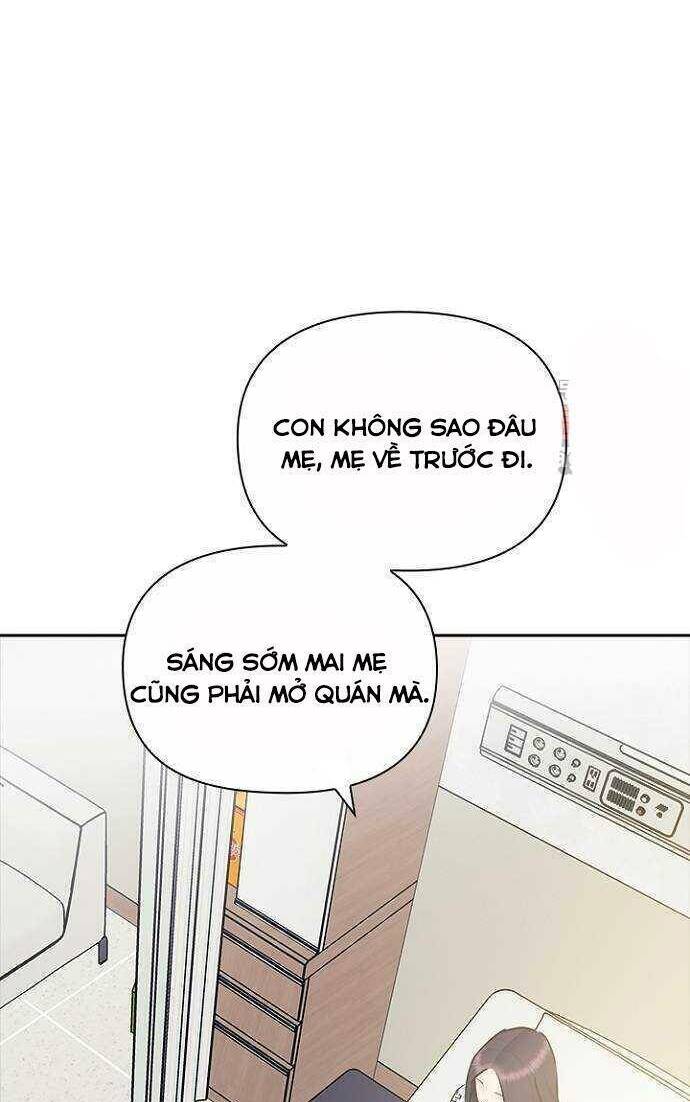 CON KHÔNG SAO ĐÂU
MẸ, MẸ VỀ TRƯỚC ĐI.
SÁNG SỚM MAI MẸ
CŨNG PHẢI MỞ QUÁN MÀ.